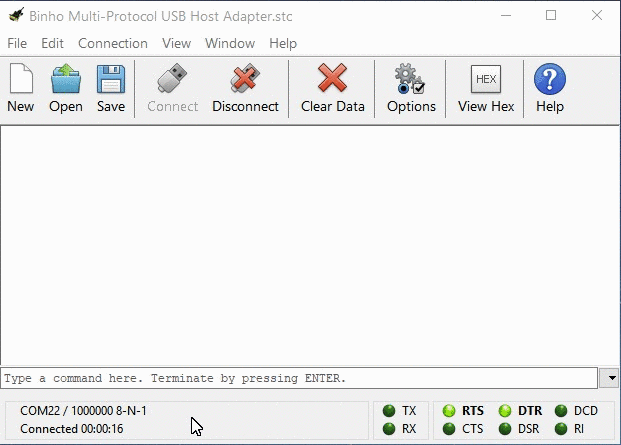 Binho Multi-Protocol USB Host Adapter.stc
File Edit Connection View Window Help
New Open Save Connect Disconnect Clear Data Options HEX View Hex ? Help
Type a command here. Terminate by pressing ENTER.
COM22 / 1000000 8-N-1 TX RTS DTR DCD
Connected 00:00:16 RX CTS DSR RI